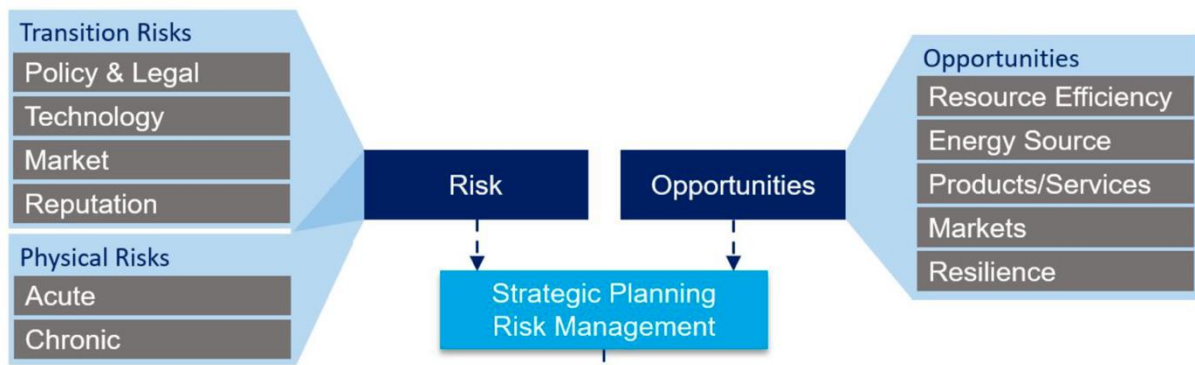 Transition Risks
Policy & Legal
Technology
Market
Reputation
Physical Risks
Acute
Chronic
Risk
Opportunities
Strategic Planning
Risk Management
Opportunities
Resource Efficiency
Energy Source
Products/Services
Markets
Resilience